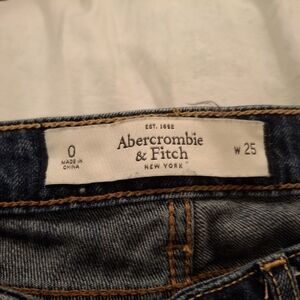 EST. 1892
Abercrombie
& Fitch
NEW YORK
0
MADE IN
CHINA
W 25